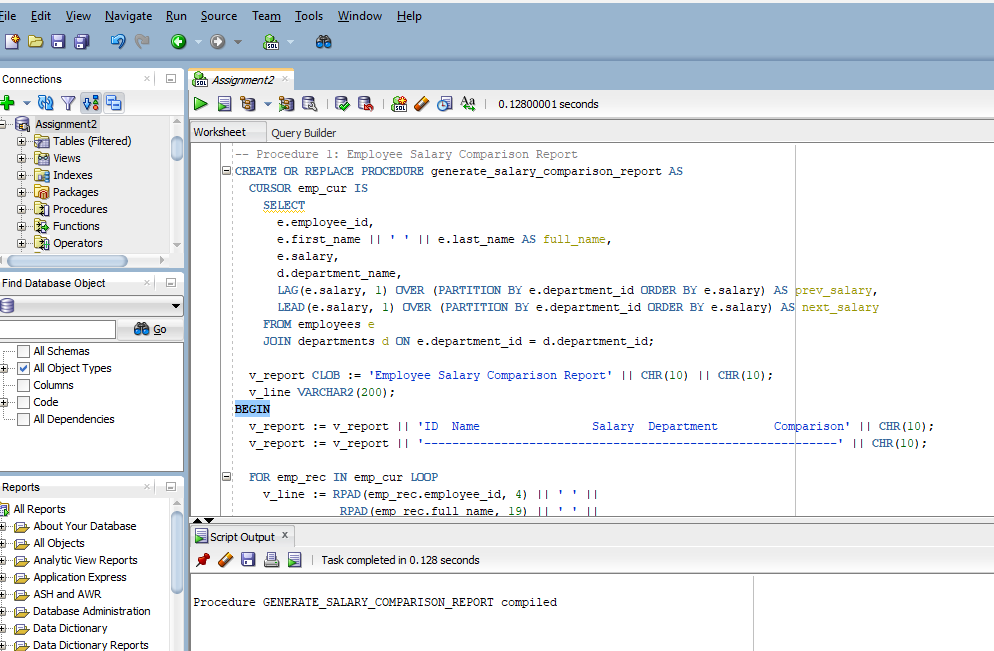 File Edit View Navigate Run Source Team Tools Window Help
Connections
Assignment2
Tables (Filtered)
Views
Indexes
Packages
Procedures
Functions
Operators
Find Database Object
Go
All Schemas
All Object Types
Columns
Code
All Dependencies
Reports
All Reports
About Your Database
All Objects
Analytic View Reports
Application Express
ASH and AWR
Database Administration
Data Dictionary
Data Dictionary Reports
Assignment2
0.12800001 seconds
Worksheet Query Builder
-- Procedure 1: Employee Salary Comparison Report
CREATE OR REPLACE PROCEDURE generate_salary_comparison_report AS
CURSOR emp_cur IS
SELECT
e.employee_id,
e.first_name || ' ' || e.last_name AS full_name,
e.salary,
d.department_name,
LAG(e.salary, 1) OVER (PARTITION BY e.department_id ORDER BY e.salary) AS prev_salary,
LEAD(e.salary, 1) OVER (PARTITION BY e.department_id ORDER BY e.salary) AS next_salary
FROM employees e
JOIN departments d ON e.department_id = d.department_id;
v_report CLOB := 'Employee Salary Comparison Report' || CHR(10) || CHR(10);
v_line VARCHAR2(200);
BEGIN
v_report := v_report || 'ID  Name                Salary  Department        Comparison' || CHR(10);
v_report := v_report || '-----------------------------------------------------------' || CHR(10);
FOR emp_rec IN emp_cur LOOP
v_line := RPAD(emp_rec.employee_id, 4) || ' ' ||
RPAD(emp_rec.full_name, 19) || ' ' ||
Script Output
Task completed in 0.128 seconds
Procedure GENERATE_SALARY_COMPARISON_REPORT compiled